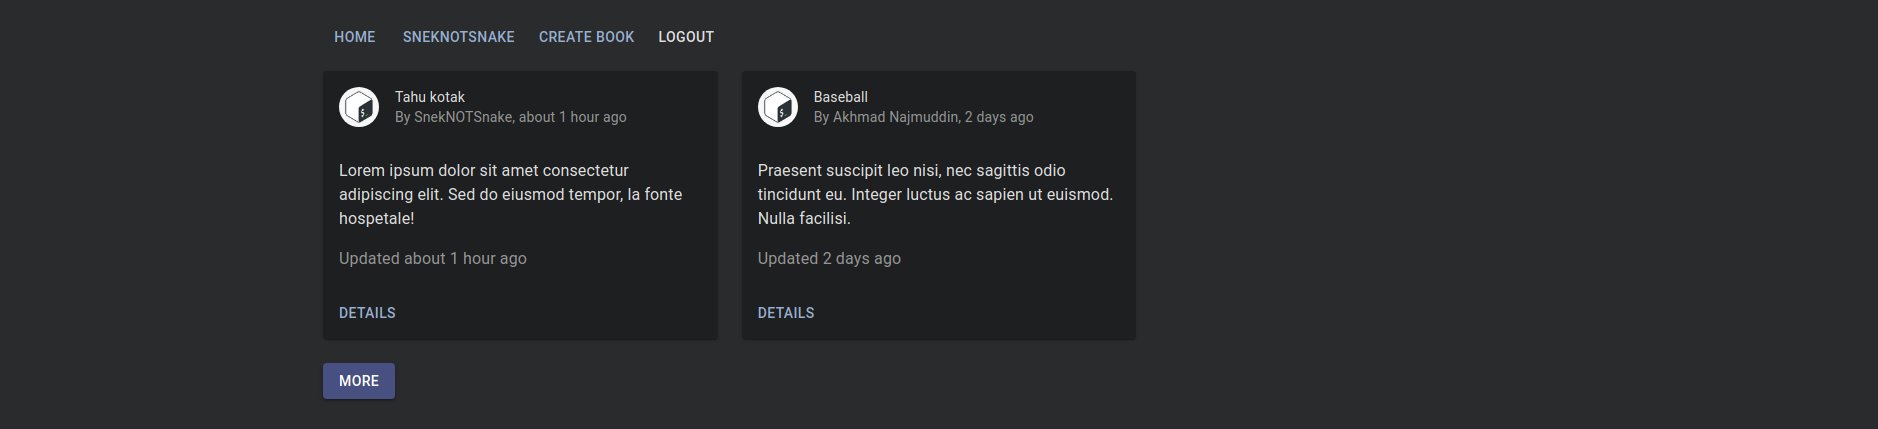 HOME SNEKNOTSNAKE CREATE BOOK LOGOUT
Tahu kotak
By SnekNOTSnake, about 1 hour ago
Lorem ipsum dolor sit amet consectetur
adipiscing elit. Sed do eiusmod tempor, la fonte
hospetale!
Updated about 1 hour ago
DETAILS
Baseball
By Akhmad Najmuddin, 2 days ago
Praesent suscipit leo nisi, nec sagittis odio
tincidunt eu. Integer luctus ac sapien ut euismod.
Nulla facilisi.
Updated 2 days ago
DETAILS
MORE